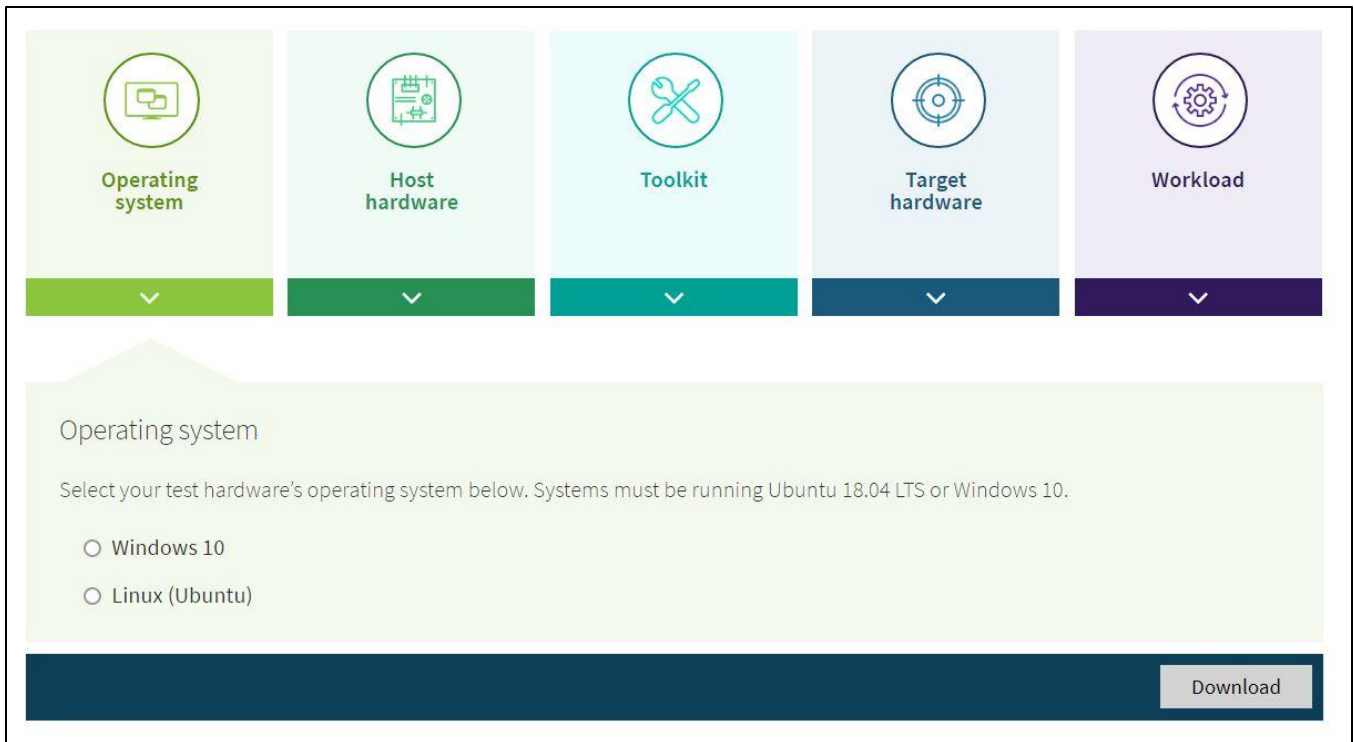 Operating
system
Host
hardware
Toolkit
Target
hardware
Workload
Operating system
Select your test hardware's operating system below. Systems must be running Ubuntu 18.04 LTS or Windows 10.
Windows 10
Linux (Ubuntu)
Download